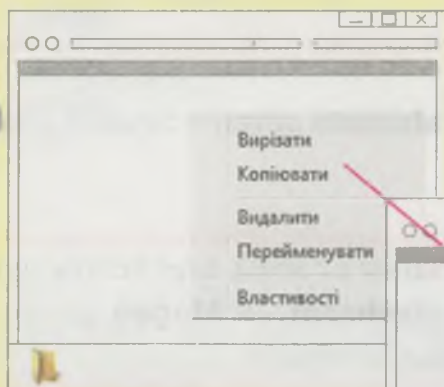 Вирізати
Копіювати
Видалити
Перейменувати
Властивості